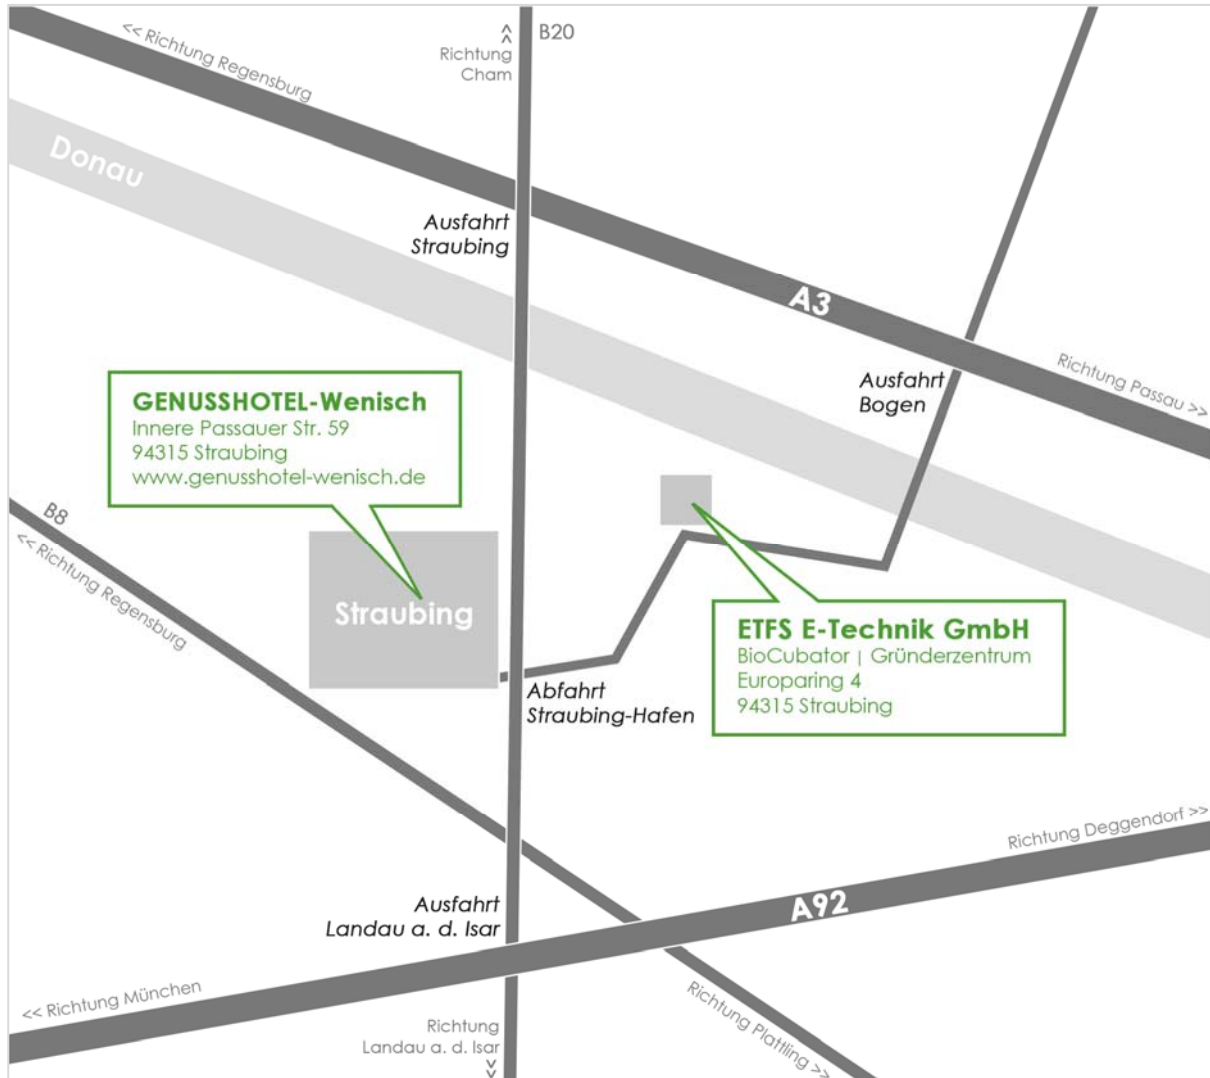 << Richtung Regensburg
B20
Richtung
Cham
Donau
Ausfahrt
Straubing
A3
Richtung Passau >>
Ausfahrt
Bogen
GENUSSHOTEL-Wenisch
Innere Passauer Str. 59
94315 Straubing
www.genusshotel-wenisch.de
B8
<< Richtung Regensburg
Straubing
ETFS E-Technik GmbH
BioCubator | Gründerzentrum
Europaring 4
94315 Straubing
Abfahrt
Straubing-Hafen
Richtung Deggendorf >>
A92
Ausfahrt
Landau a. d. Isar
<< Richtung München
Richtung Plattling >>
Richtung
Landau a. d. Isar